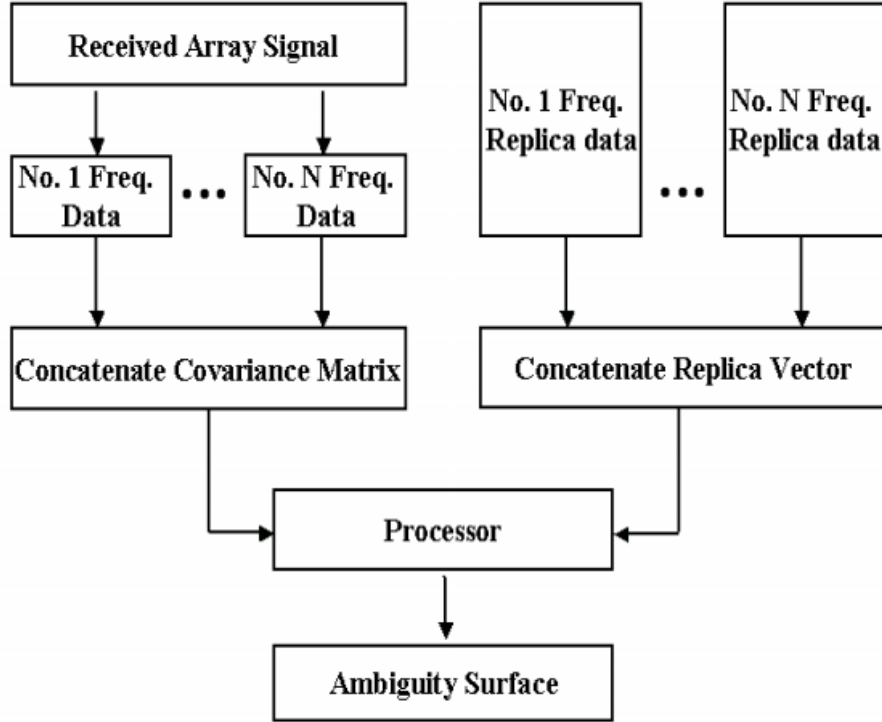 Received Array Signal
No. 1 Freq.
Replica data
No. N Freq.
Replica data
No. 1 Freq.
Data
•••
No. N Freq.
Data
•••
Concatenate Covariance Matrix
Concatenate Replica Vector
Processor
Ambiguity Surface